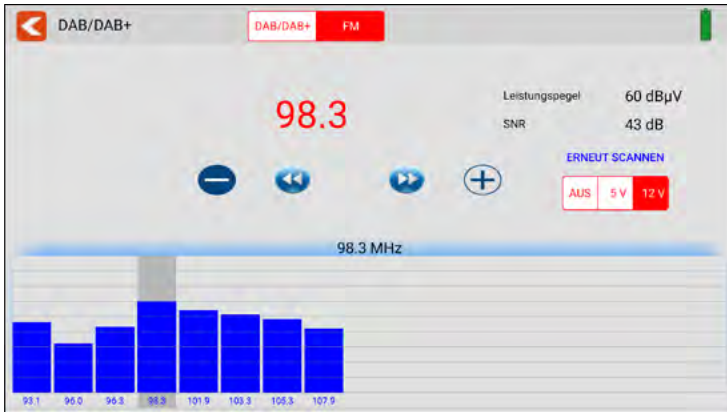 DAB/DAB+
DAB/DAB+ FM
98.3
Leistungspegel 60 dBµV
SNR 43 dB
ERNEUT SCANNEN
AUS 5 V 12 V
98.3 MHz
93.1 96.0 96.3 98.3 101.9 103.3 105.3 107.9